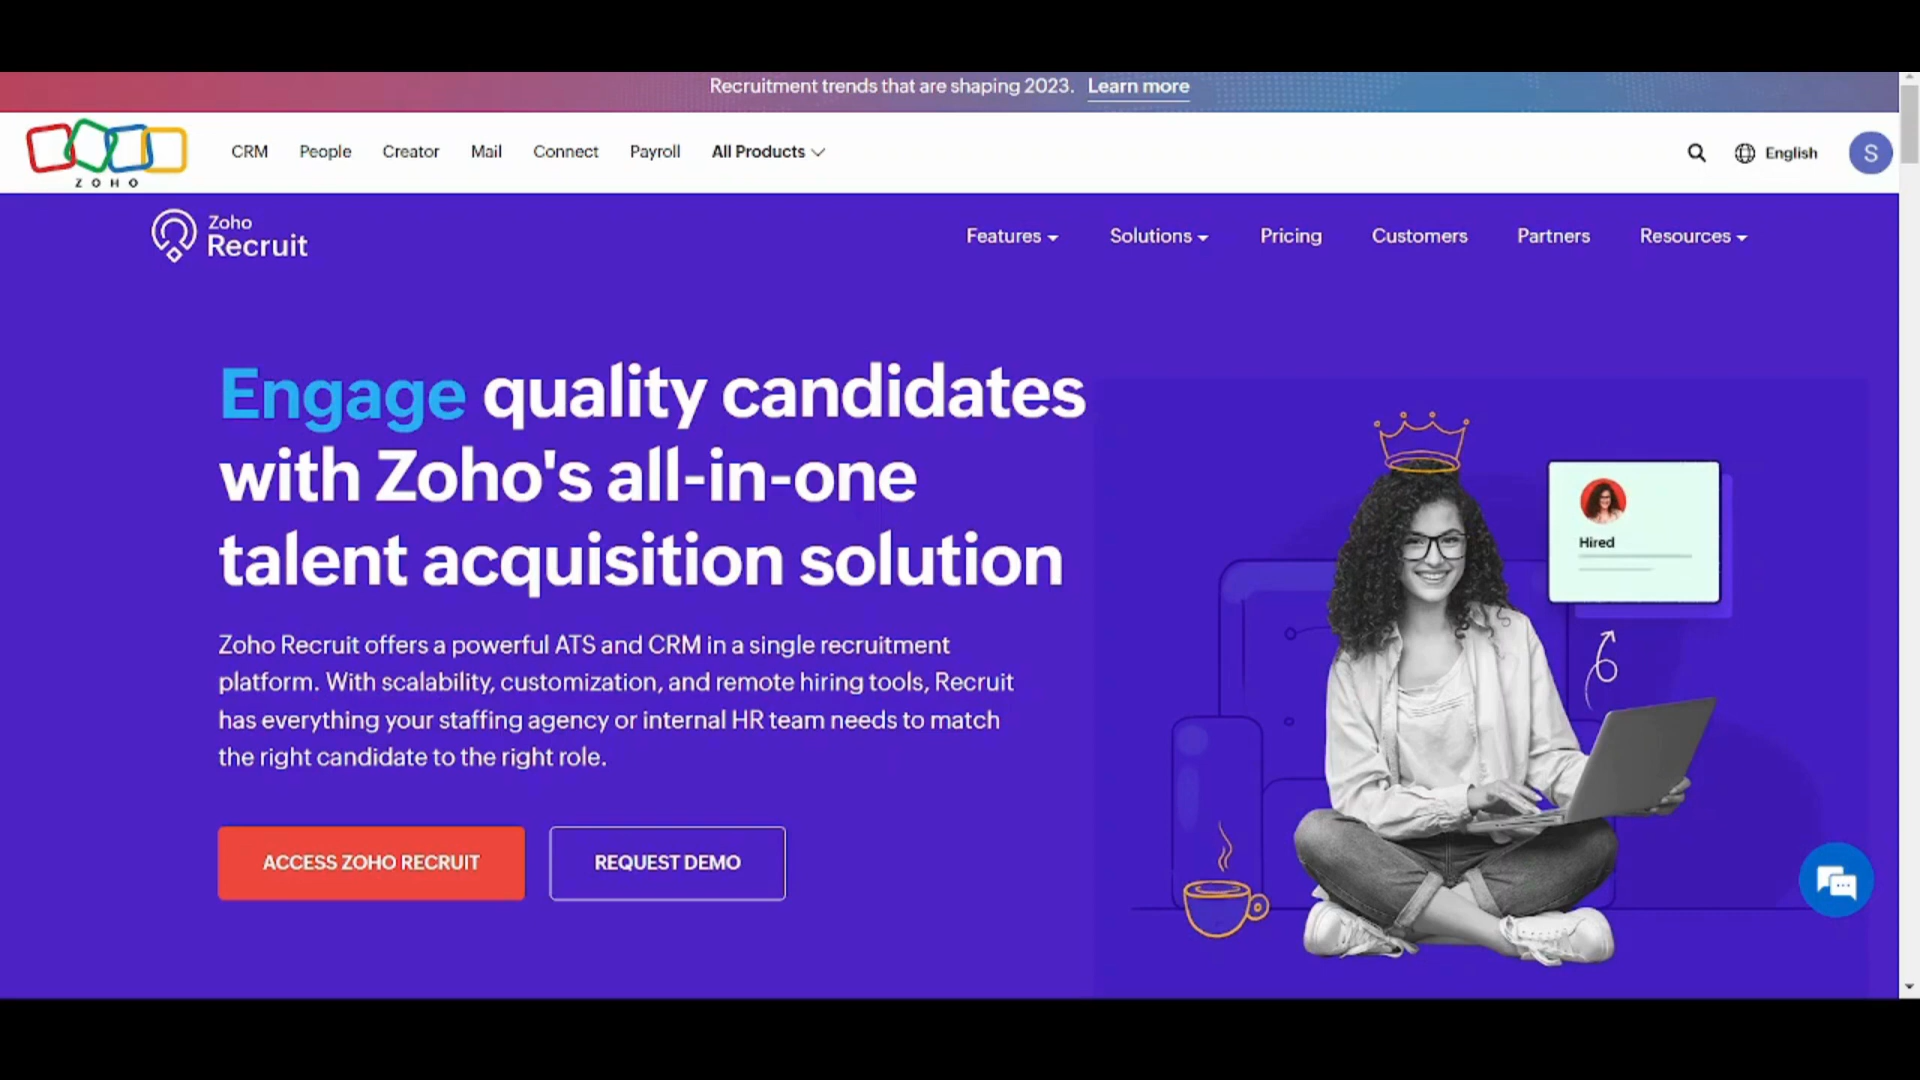 Recruitment trends that are shaping 2023. Learn more
ZOHO
CRM People Creator Mail Connect Payroll All Products
English
S
Zoho
Recruit
Features Solutions Pricing Customers Partners Resources
Engage quality candidates
with Zoho's all-in-one
talent acquisition solution
Hired
Zoho Recruit offers a powerful ATS and CRM in a single recruitment
platform. With scalability, customization, and remote hiring tools, Recruit
has everything your staffing agency or internal HR team needs to match
the right candidate to the right role.
ACCESS ZOHO RECRUIT
REQUEST DEMO